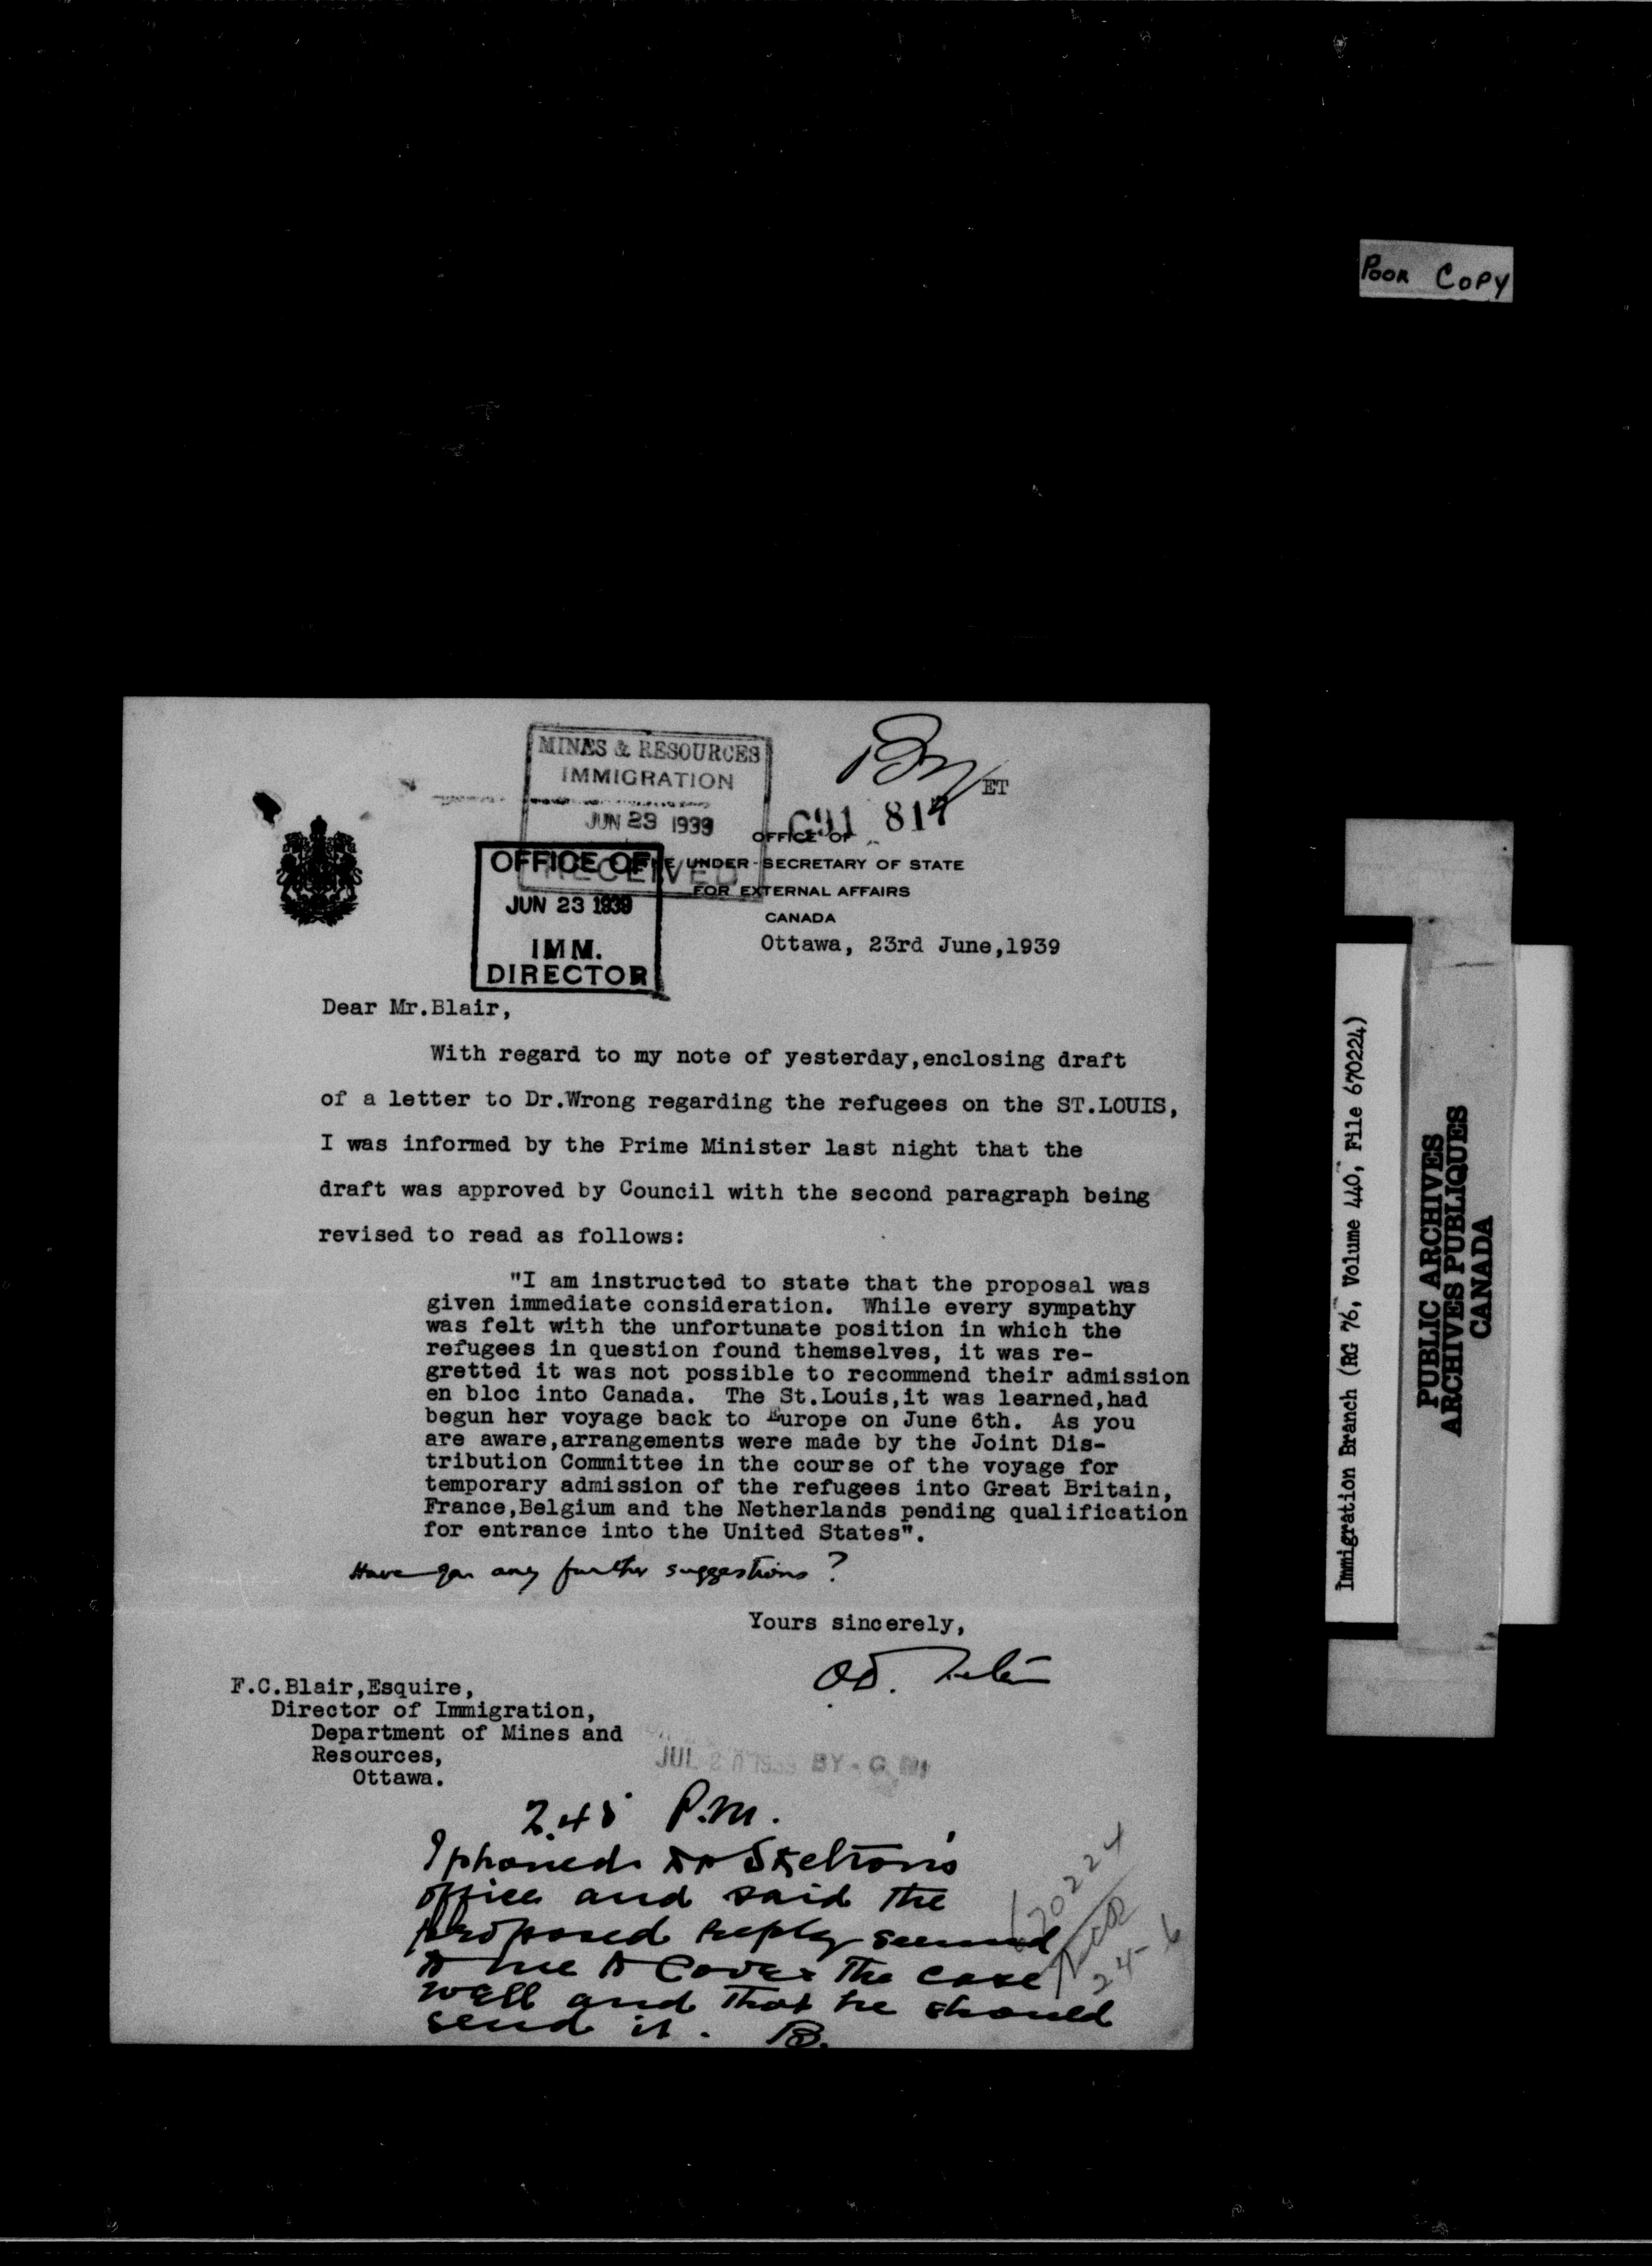 Poor Copy
MINES & RESOURCES
IMMIGRATION
JUN 23 1939
RECEIVED
ET
814
OFFICE OF
E UNDER-SECRETARY OF STATE
FOR EXTERNAL AFFAIRS
CANADA
OFFICE OF
JUN 23 1939
IMM.
DIRECTOR
Ottawa, 23rd June,1939
Dear Mr.Blair,
With regard to my note of yesterday,enclosing draft
of a letter to Dr.Wrong regarding the refugees on the ST.LOUIS,
I was informed by the Prime Minister last night that the
draft was approved by Council with the second paragraph being
revised to read as follows:
"I am instructed to state that the proposal was
given immediate consideration. While every sympathy
was felt with the unfortunate position in which the
refugees in question found themselves, it was re-
gretted it was not possible to recommend their admission
en bloc into Canada. The St.Louis,it was learned,had
begun her voyage back to Europe on June 6th. As you
are aware,arrangements were made by the Joint Dis-
tribution Committee in the course of the voyage for
temporary admission of the refugees into Great Britain,
France,Belgium and the Netherlands pending qualification
for entrance into the United States".
Have you any further suggestions?
Yours sincerely,
O.D. Skelton
F.C.Blair,Esquire,
Director of Immigration,
Department of Mines and
Resources,
Ottawa.
JUL 1939 BY-G
2.45 P.M.
I phoned Dr Skelton's
office and said the
proposed reply seemed
to me to cover the case
well and that he should
send it. B.
670224
24-6
Immigration Branch (RG 76, Volume 440, File 670224)
PUBLIC ARCHIVES
ARCHIVES PUBLIQUES
CANADA